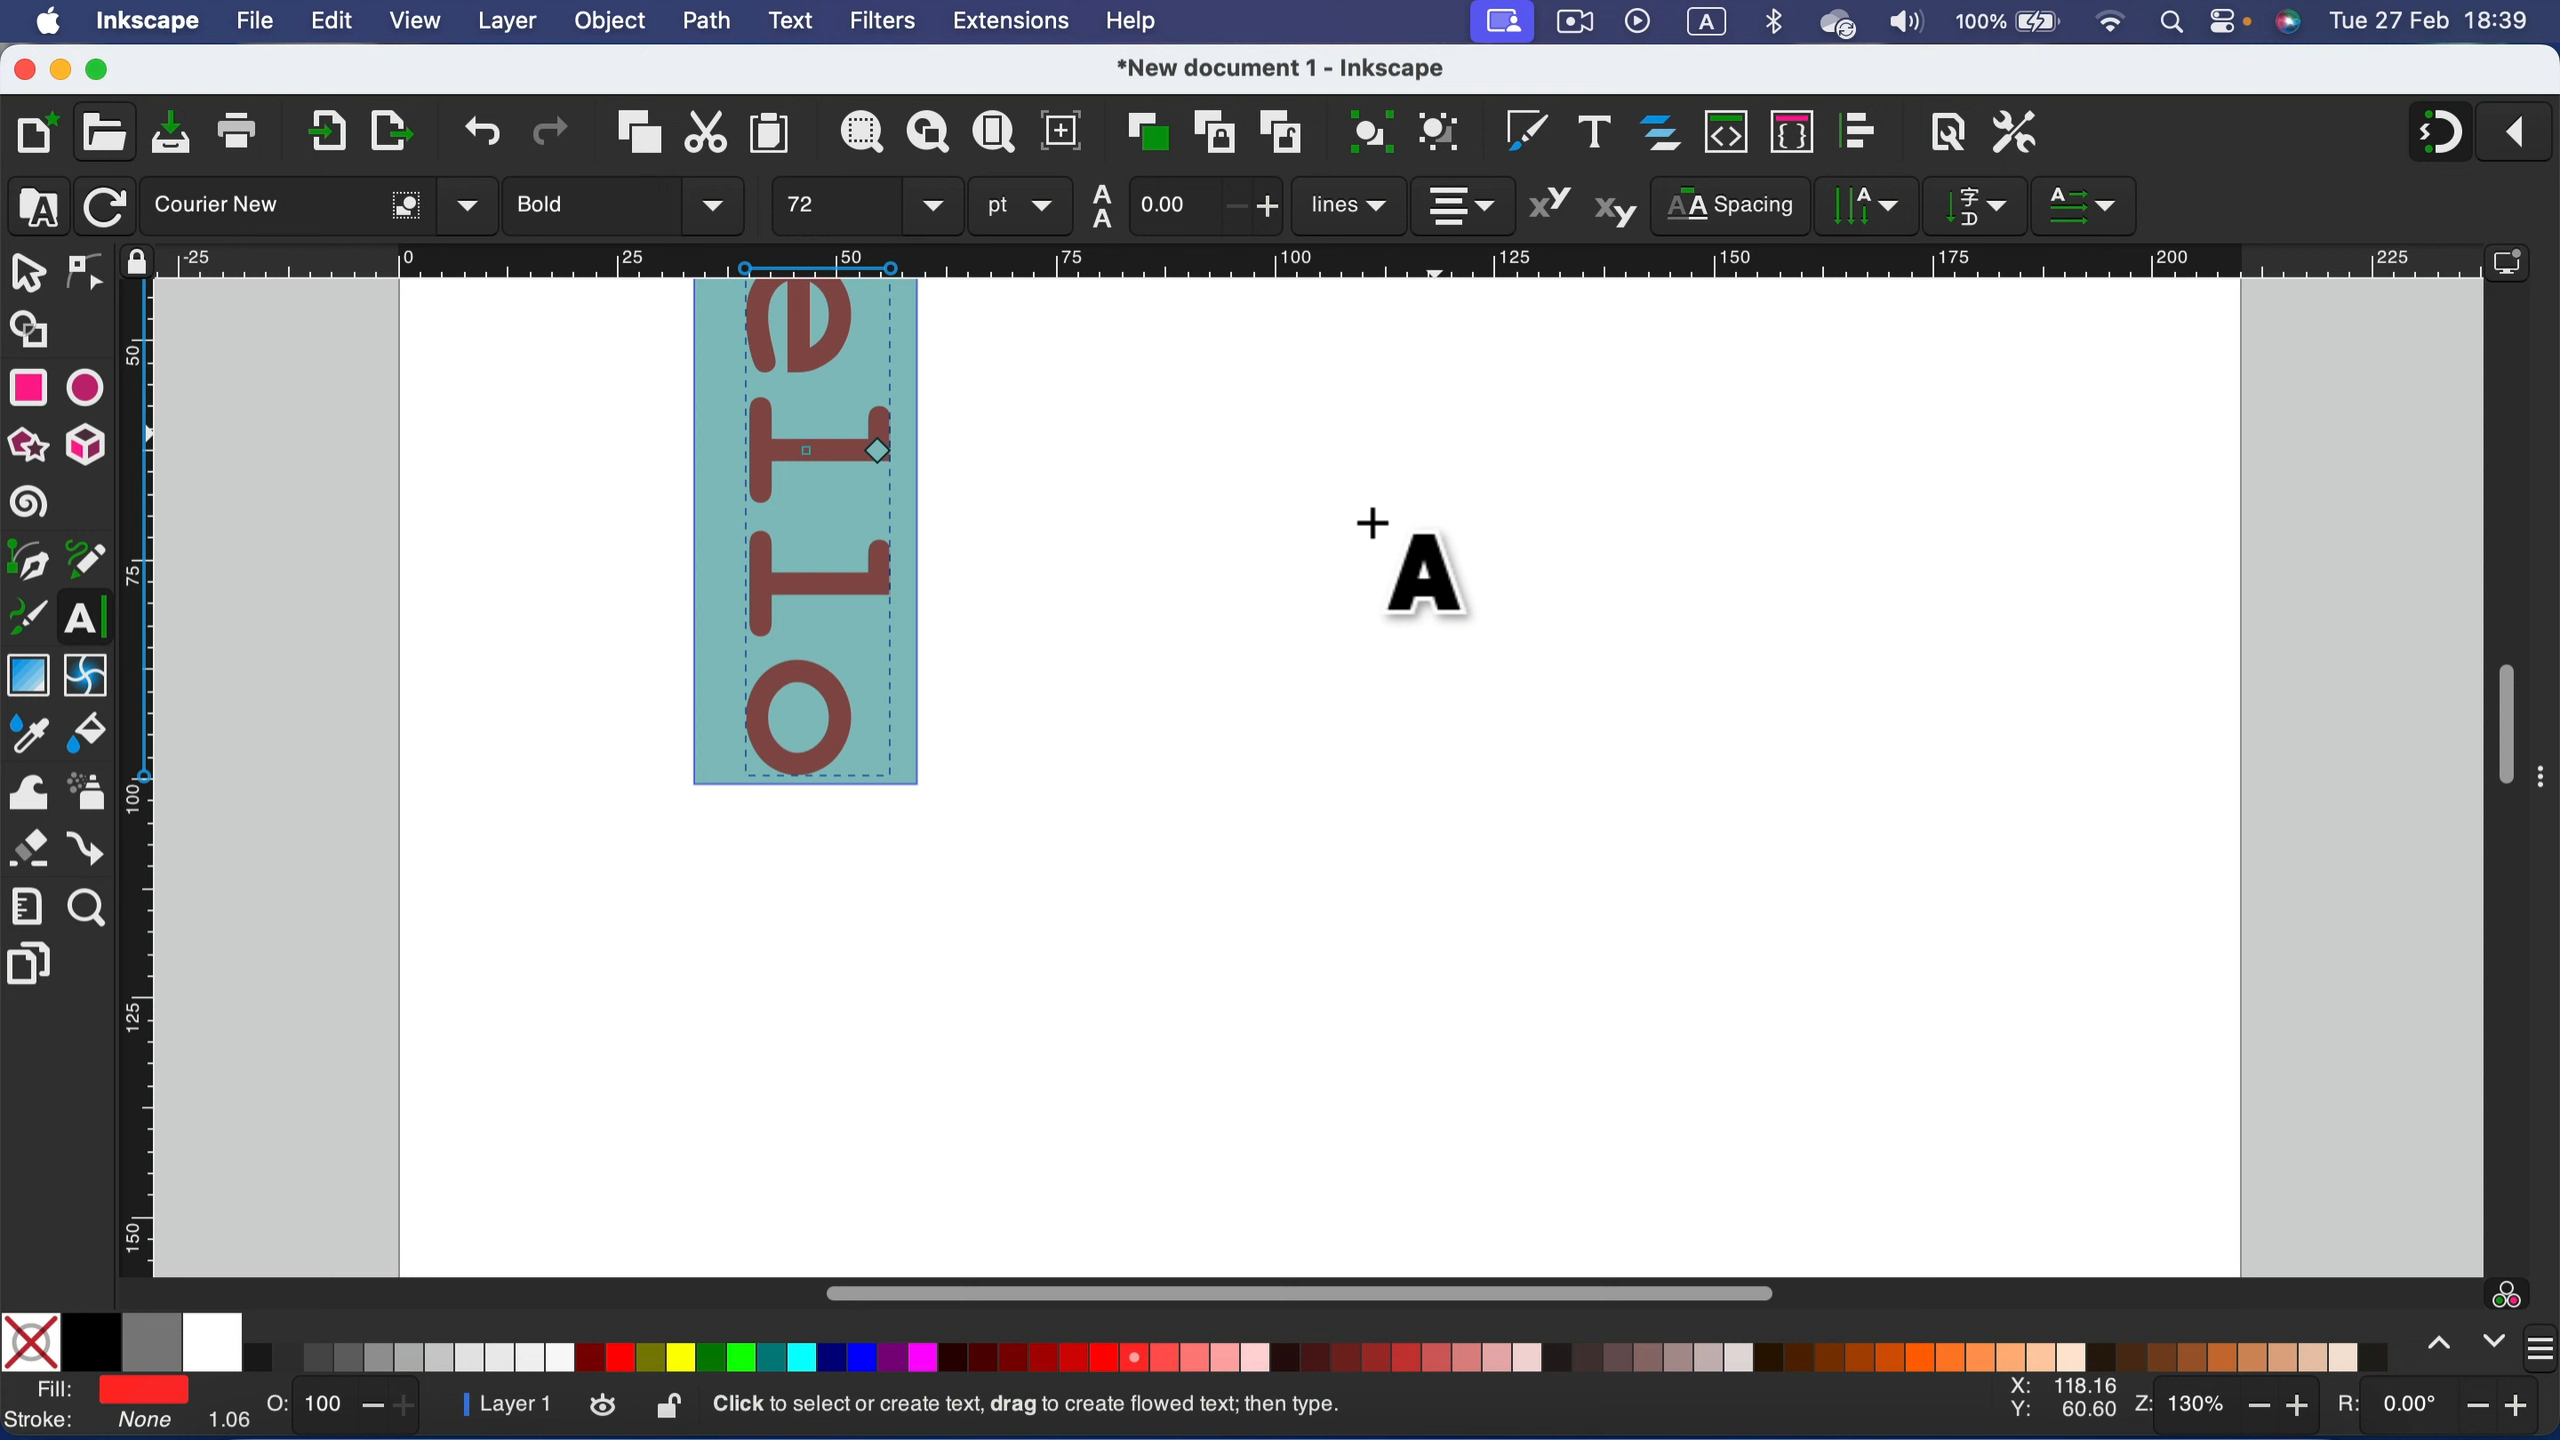 Inkscape File Edit View Layer Object Path Text Filters Extensions Help A 100% Tue 27 Feb 18:39
*New document 1 - Inkscape
Courier New Bold 72 pt 0.00 lines Spacing
-25 0 25 50 75 100 125 150 175 200 225
50
75
100
125
150
ello
A
Fill: O: 100 Layer 1 Click to select or create text, drag to create flowed text; then type. X: 118.16 Z: 130% R: 0.00°
Stroke: None 1.06 Y: 60.60